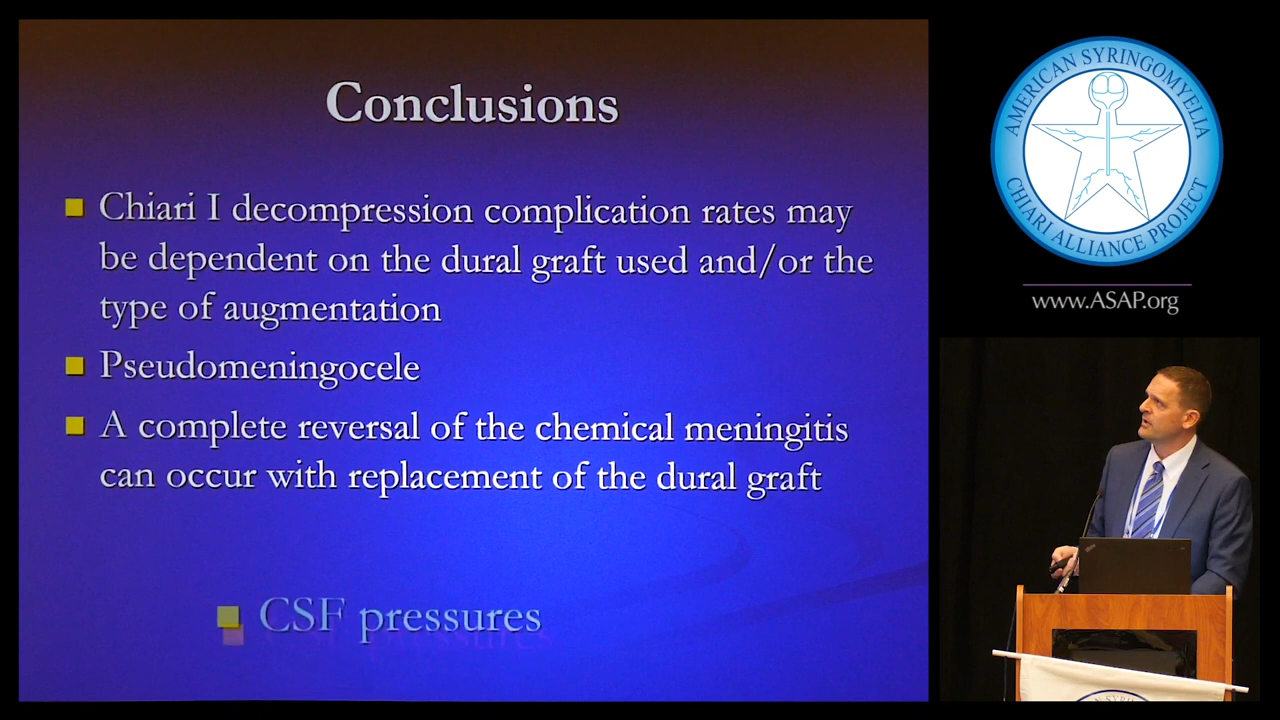 Conclusions
Chiari I decompression complication rates may
be dependent on the dural graft used and/or the
type of augmentation
Pseudomeningocele
A complete reversal of the chemical meningitis
can occur with replacement of the dural graft
CSF pressures
AMERICAN SYRINGOMYELIA
CHIARI ALLIANCE PROJECT
www.ASAP.org